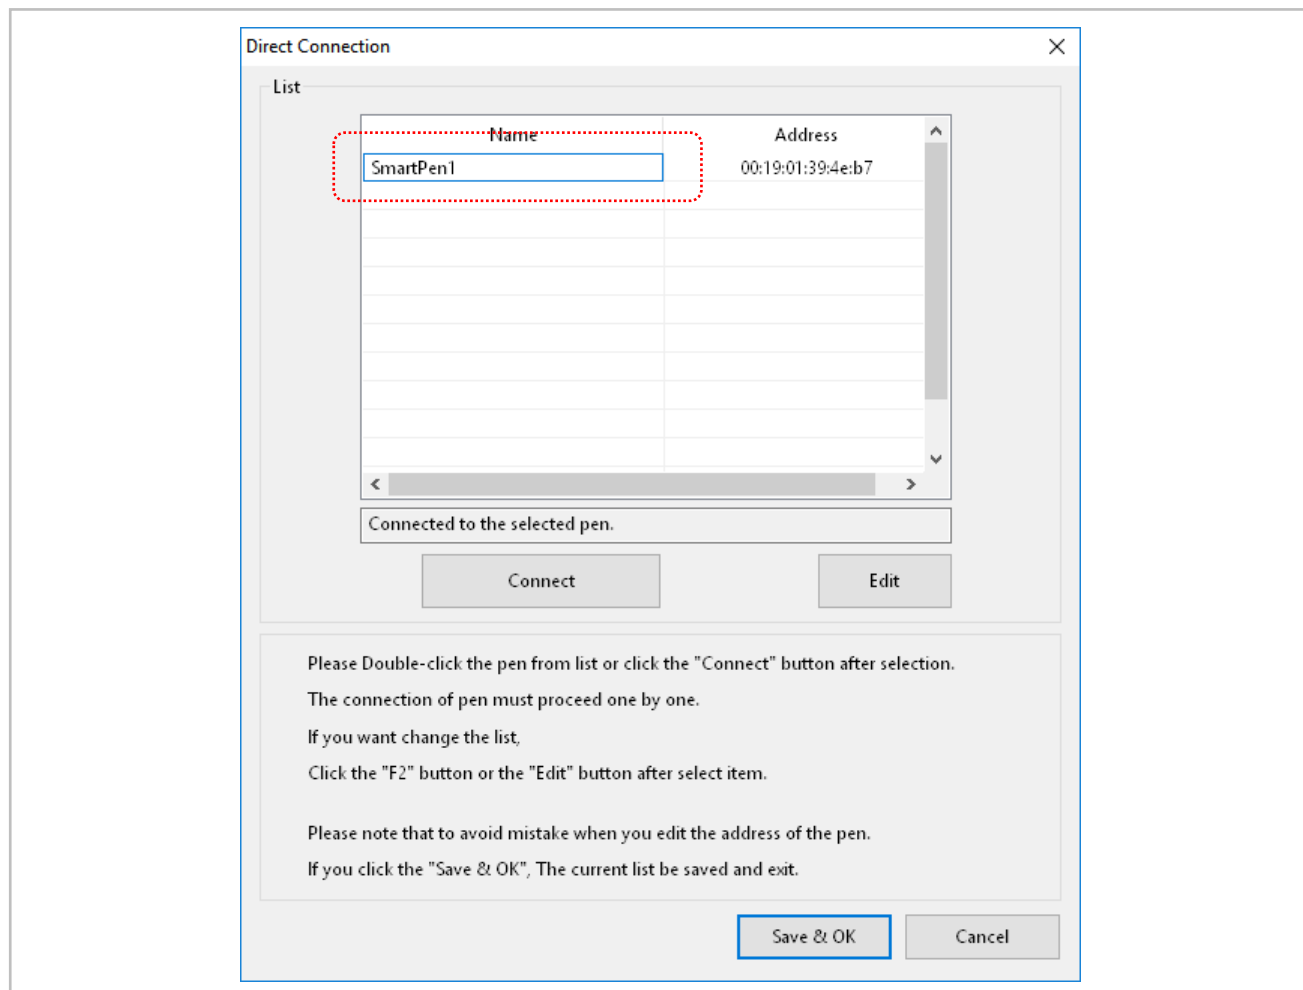 Direct Connection
List
Name Address
SmartPen1 00:19:01:39:4e:b7
Connected to the selected pen.
Connect Edit
Please Double-click the pen from list or click the "Connect" button after selection.
The connection of pen must proceed one by one.
If you want change the list,
Click the "F2" button or the "Edit" button after select item.
Please note that to avoid mistake when you edit the address of the pen.
If you click the "Save & OK", The current list be saved and exit.
Save & OK Cancel